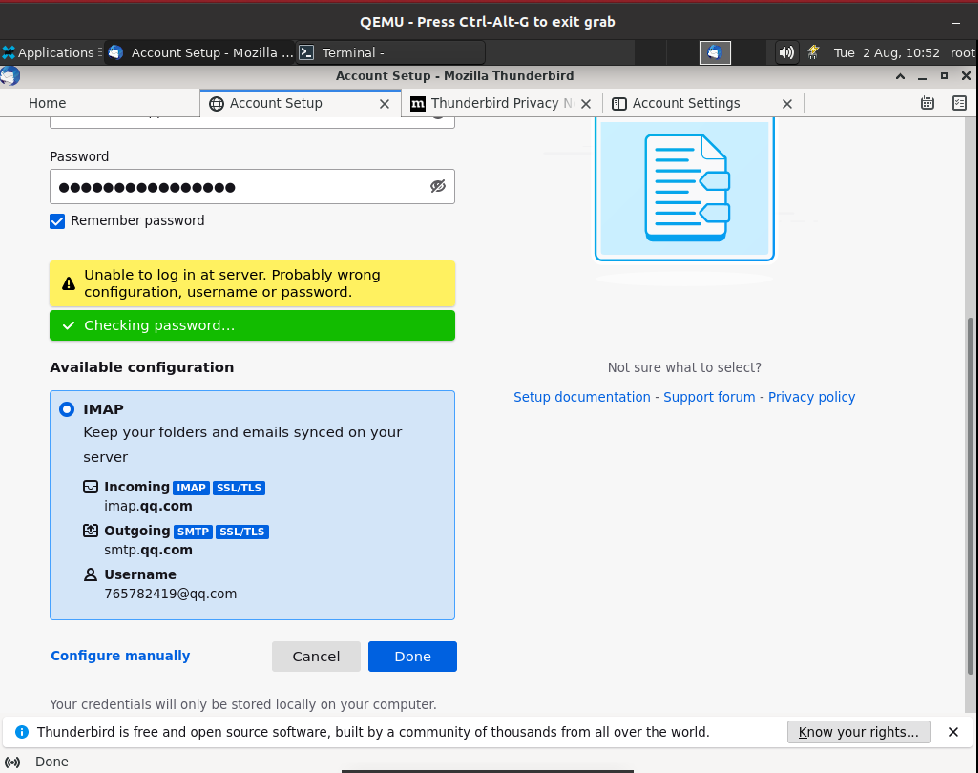 QEMU - Press Ctrl-Alt-G to exit grab
Applications
Account Setup - Mozilla ...
Terminal -
Tue 2 Aug, 10:52 root
Account Setup - Mozilla Thunderbird
Home
Account Setup
Thunderbird Privacy N
Account Settings
Password
●●●●●●●●●●●●●●●●
Remember password
Unable to log in at server. Probably wrong
configuration, username or password.
Checking password…
Available configuration
IMAP
Keep your folders and emails synced on your
server
Incoming IMAP SSL/TLS
imap.qq.com
Outgoing SMTP SSL/TLS
smtp.qq.com
Username
765782419@qq.com
Not sure what to select?
Setup documentation - Support forum - Privacy policy
Configure manually
Cancel
Done
Your credentials will only be stored locally on your computer.
Thunderbird is free and open source software, built by a community of thousands from all over the world.
Know your rights...
Done